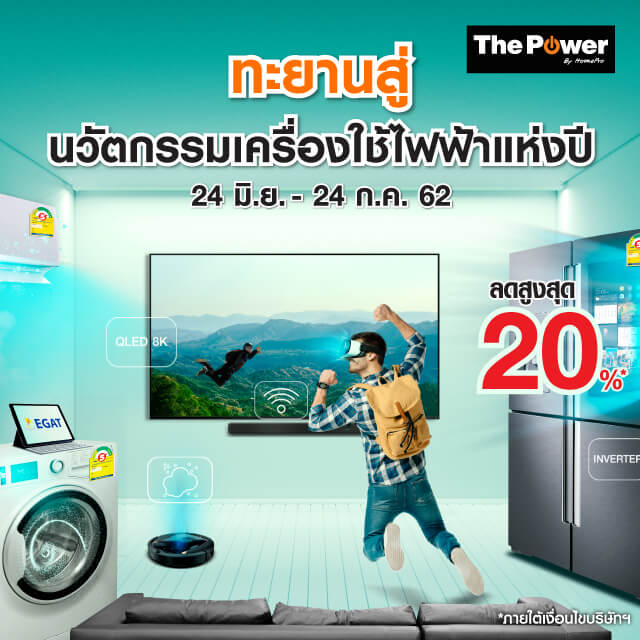 The Power
By HomePro
ทะยานสู่
นวัตกรรมเครื่องใช้ไฟฟ้าแห่งปี
24 มิ.ย. - 24 ก.ค. 62
ลดสูงสุด
20%*
QLED 8K
EGAT
INVERTER
*ภายใต้เงื่อนไขบริษัทฯ